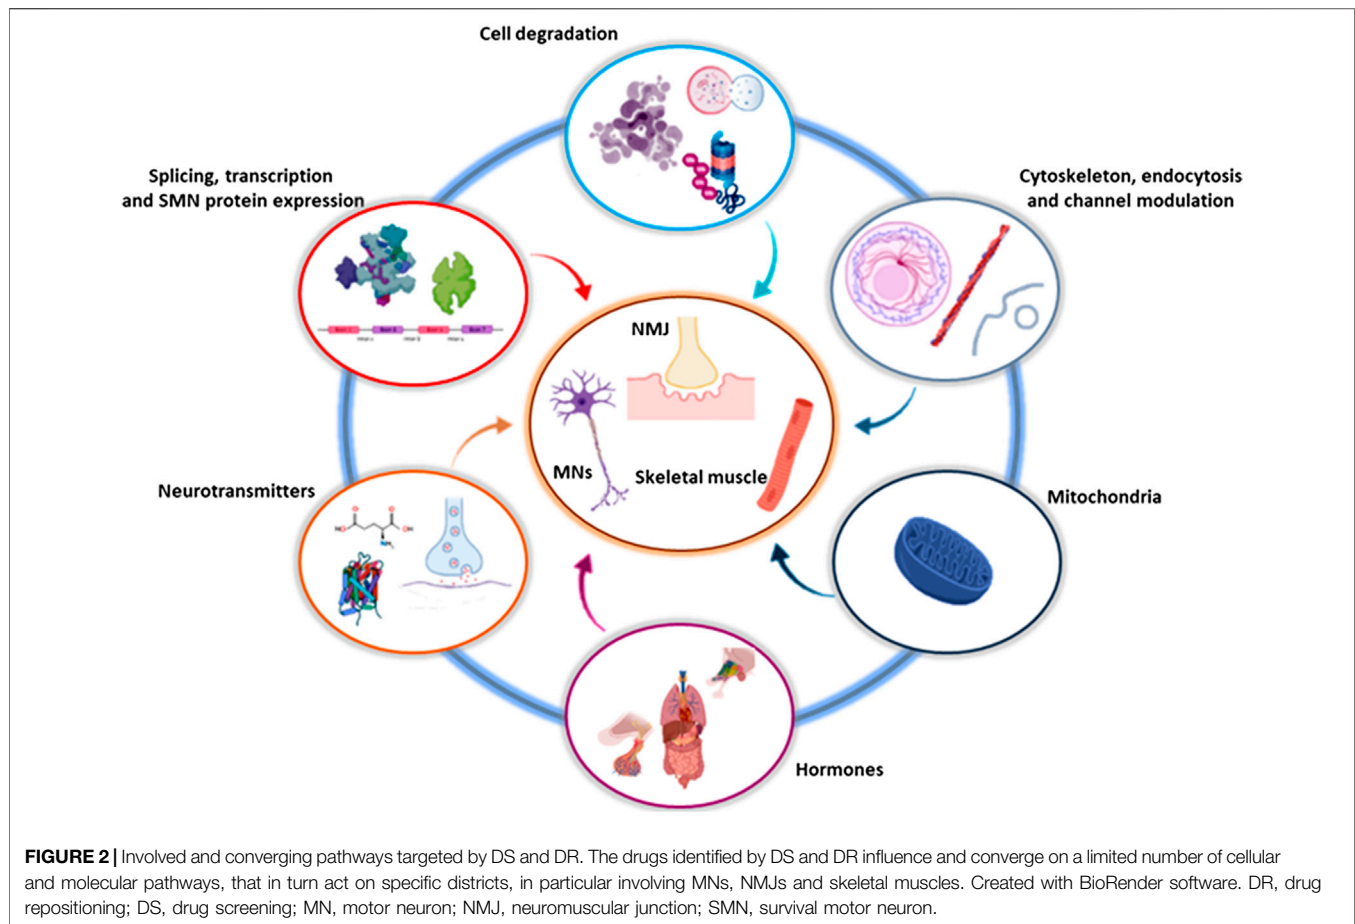 Cell degradation
Splicing, transcription
and SMN protein expression
Cytoskeleton, endocytosis
and channel modulation
NMJ
MNs
Skeletal muscle
Neurotransmitters
Mitochondria
Hormones
FIGURE 2 | Involved and converging pathways targeted by DS and DR. The drugs identified by DS and DR influence and converge on a limited number of cellular
and molecular pathways, that in turn act on specific districts, in particular involving MNs, NMJs and skeletal muscles. Created with BioRender software. DR, drug
repositioning; DS, drug screening; MN, motor neuron; NMJ, neuromuscular junction; SMN, survival motor neuron.